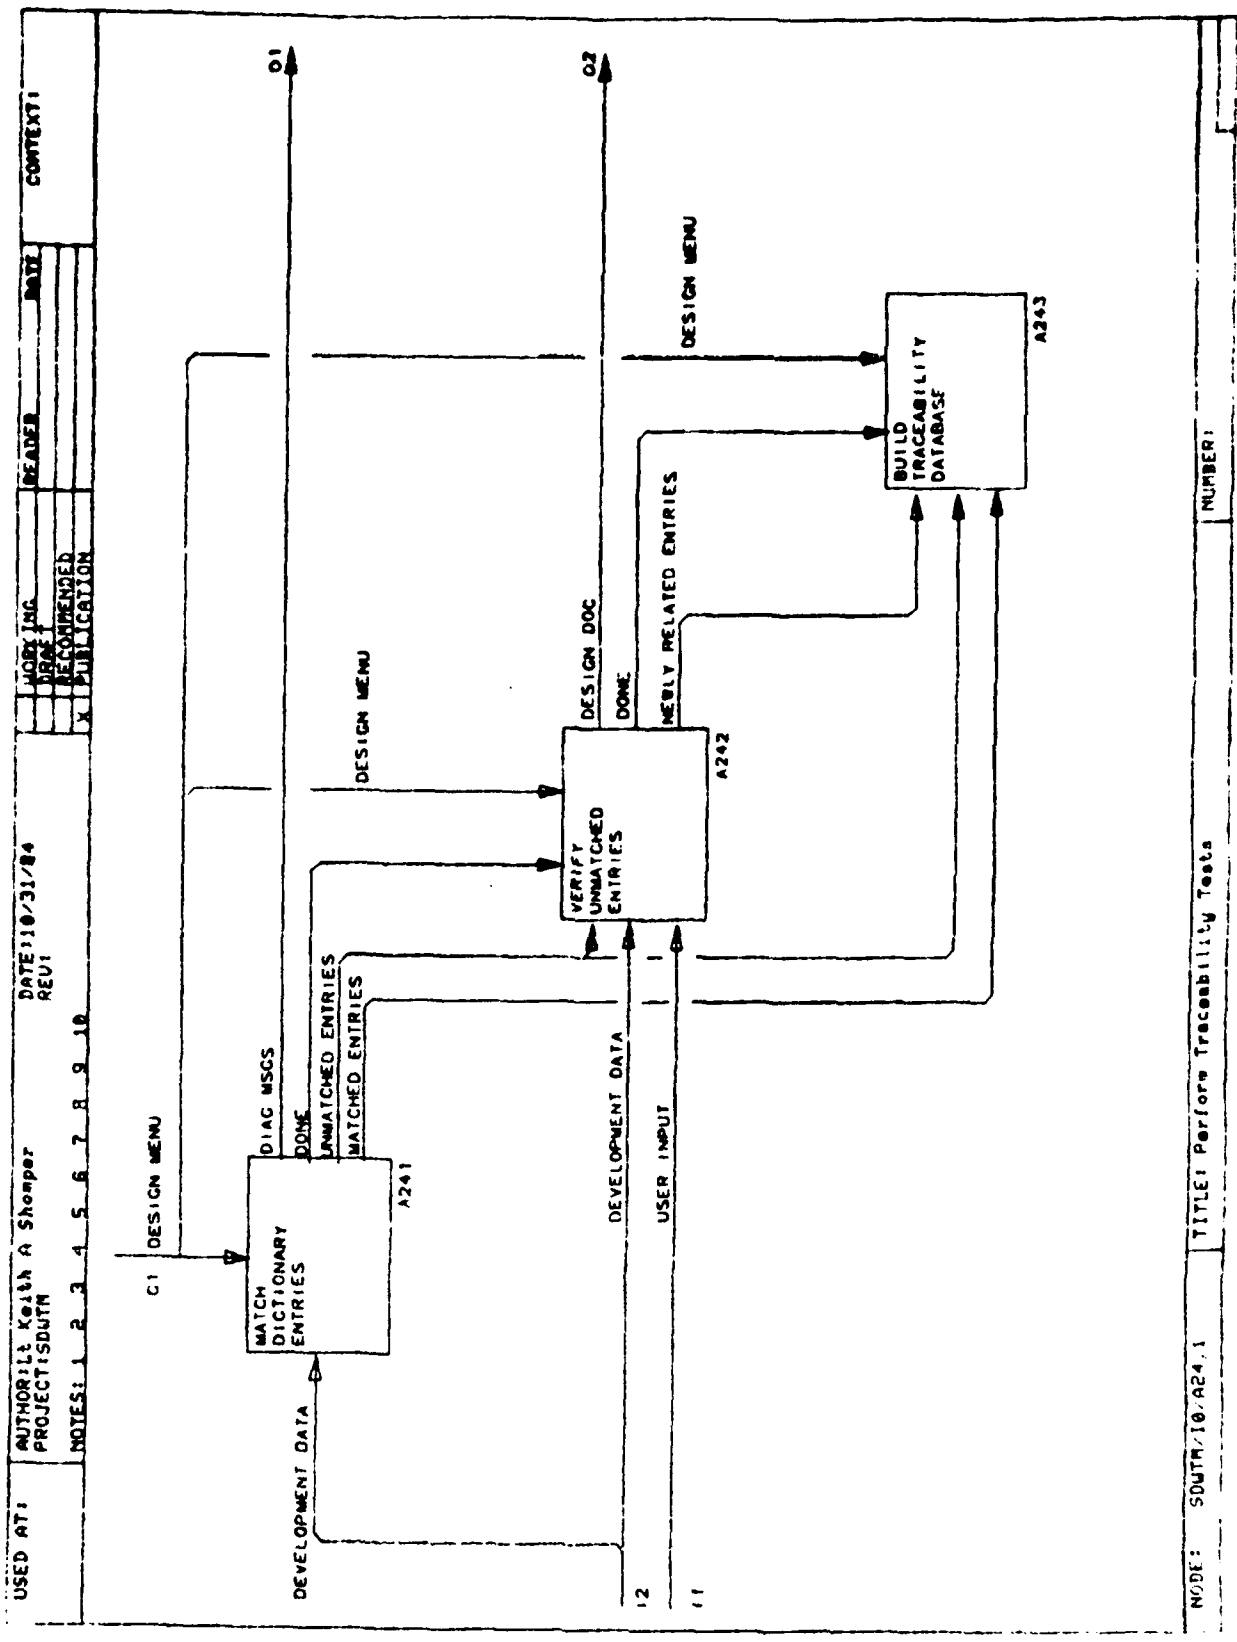 USED AT:
AUTHOR:Lt Keith A Shomper
DATE:10/31/84
PROJECT:SDWTM
REV:
NOTES: 1 2 3 4 5 6 7 8 9 10
WORKING
READER
DATE
CONTEXT:
DRAFT
RECOMMENDED
X
PUBLICATION
C1
DESIGN MENU
O1
DIAG MSGS
DONE
UNMATCHED ENTRIES
MATCHED ENTRIES
MATCH
DICTIONARY
ENTRIES
A241
DEVELOPMENT DATA
DESIGN MENU
O2
DESIGN DOC
DONE
NEWLY RELATED ENTRIES
VERIFY
UNMATCHED
ENTRIES
A242
DEVELOPMENT DATA
USER INPUT
I2
I1
DESIGN MENU
BUILD
TRACEABILITY
DATABASE
A243
NODE: SDWTM/I0/A24.1
TITLE: Perform Traceability Tests
NUMBER: